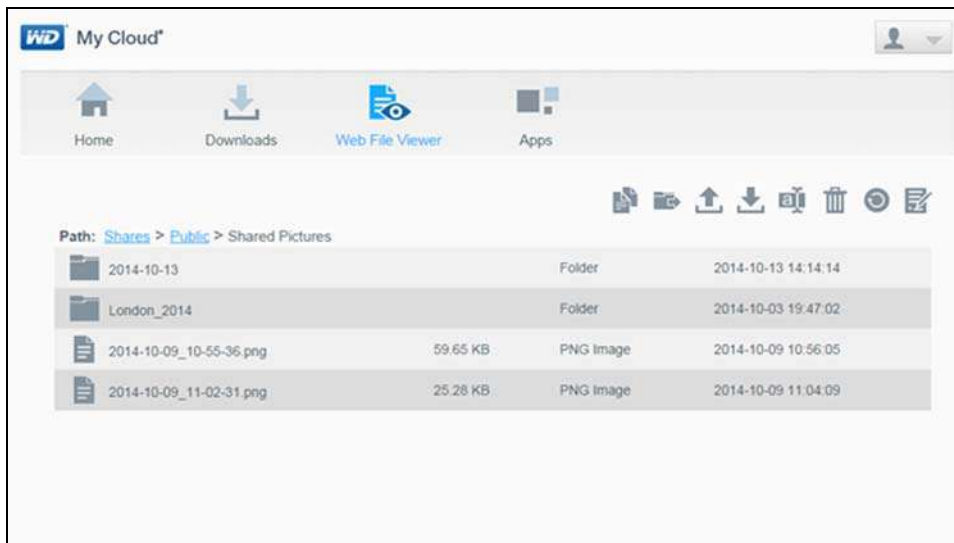 WD My Cloud*
Home Downloads Web File Viewer Apps
Path: Shares > Public > Shared Pictures
2014-10-13 Folder 2014-10-13 14:14:14
London_2014 Folder 2014-10-03 19:47:02
2014-10-09_10-55-36.png 59.65 KB PNG Image 2014-10-09 10:56:05
2014-10-09_11-02-31.png 25.28 KB PNG Image 2014-10-09 11:04:09